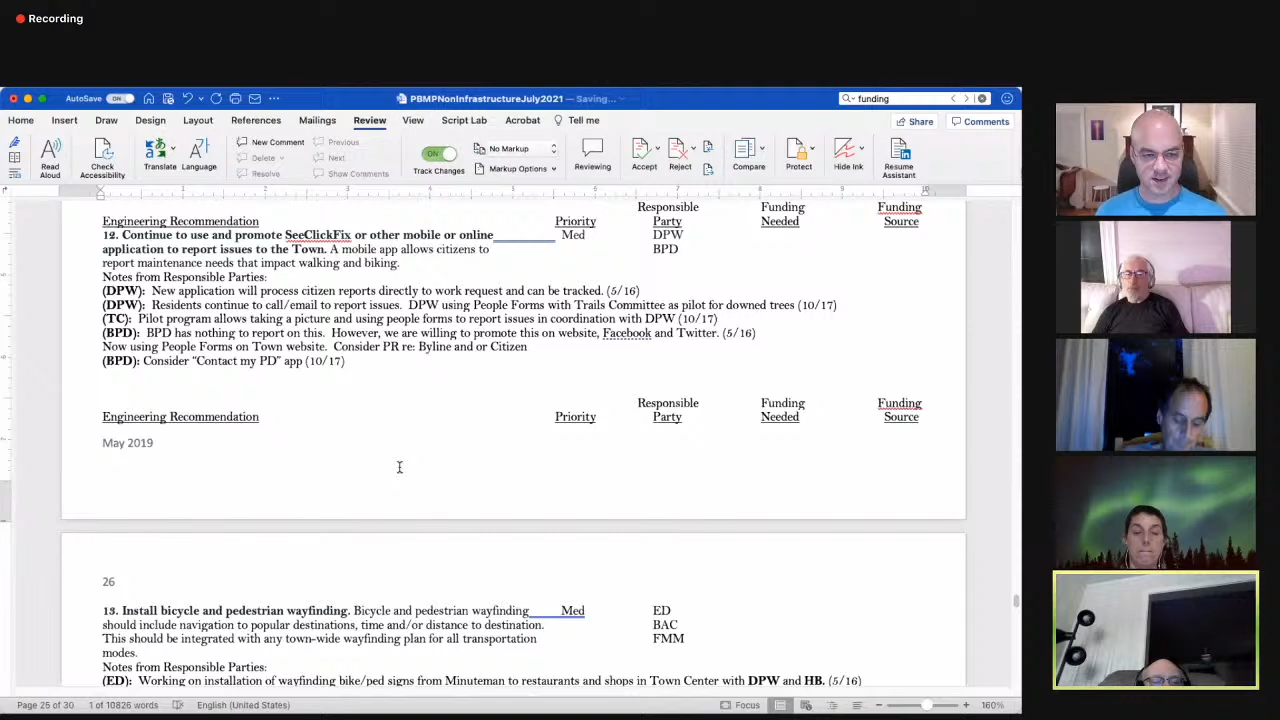 Recording
AutoSave ON PBMPNonInfrastructureJuly2021 — Saving... funding
Home Insert Draw Design Layout References Mailings Review View Script Lab Acrobat Tell me Share Comments
Read Aloud
Check Accessibility
Translate
Language
New Comment
Delete
Resolve
Previous
Next
Show Comments
ON
Track Changes
No Markup
Markup Options
Reviewing
Accept
Reject
Compare
Protect
Hide Ink
Resume Assistant
1 2 3 4 5 6 7 8 9 10
Responsible Funding Funding
Engineering Recommendation Priority Party Needed Source
12. Continue to use and promote SeeClickFix or other mobile or online Med DPW
application to report issues to the Town. A mobile app allows citizens to BPD
report maintenance needs that impact walking and biking.
Notes from Responsible Parties:
(DPW): New application will process citizen reports directly to work request and can be tracked. (5/16)
(DPW): Residents continue to call/email to report issues. DPW using People Forms with Trails Committee as pilot for downed trees (10/17)
(TC): Pilot program allows taking a picture and using people forms to report issues in coordination with DPW (10/17)
(BPD): BPD has nothing to report on this. However, we are willing to promote this on website, Facebook and Twitter. (5/16)
Now using People Forms on Town website. Consider PR re: Byline and or Citizen
(BPD): Consider “Contact my PD” app (10/17)
Responsible Funding Funding
Engineering Recommendation Priority Party Needed Source
May 2019
26
13. Install bicycle and pedestrian wayfinding. Bicycle and pedestrian wayfinding Med ED
should include navigation to popular destinations, time and/or distance to destination. BAC
This should be integrated with any town-wide wayfinding plan for all transportation FMM
modes.
Notes from Responsible Parties:
(ED): Working on installation of wayfinding bike/ped signs from Minuteman to restaurants and shops in Town Center with DPW and HB. (5/16)
Page 25 of 30 1 of 10826 words English (United States) Focus 160%